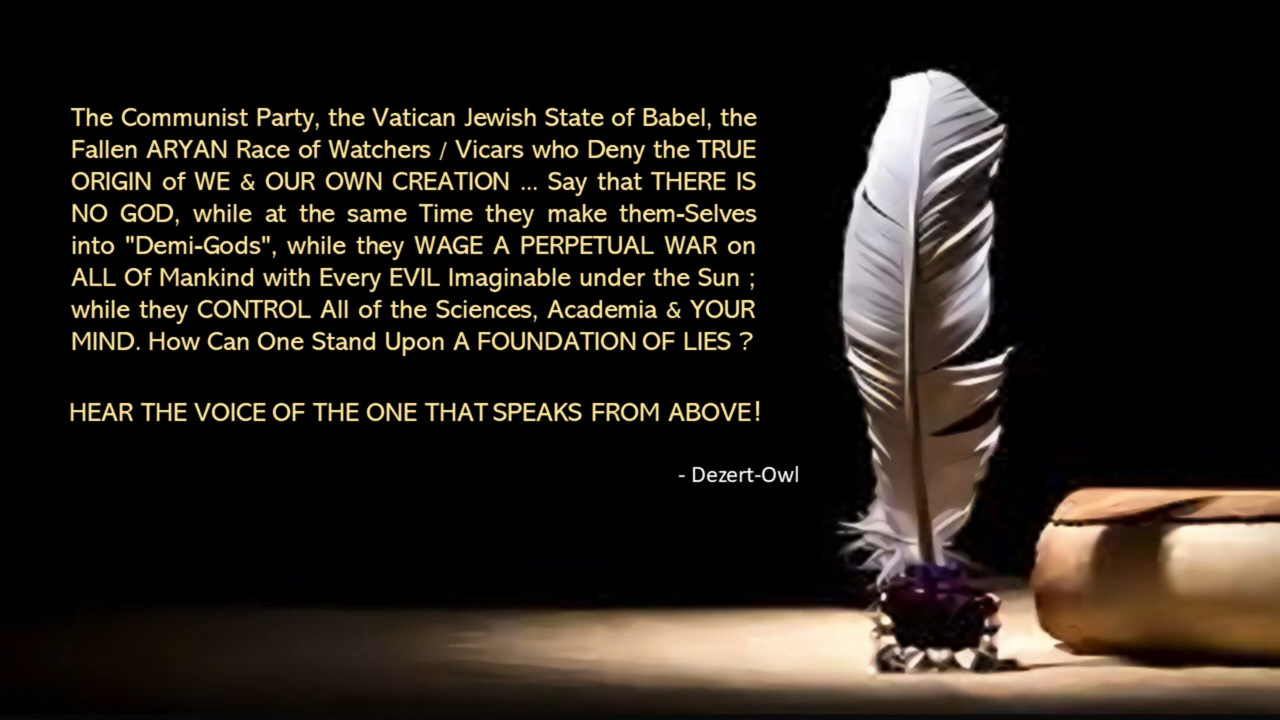 The Communist Party, the Vatican Jewish State of Babel, the
Fallen ARYAN Race of Watchers / Vicars who Deny the TRUE
ORIGIN of WE & OUR OWN CREATION ... Say that THERE IS
NO GOD, while at the same Time they make them-Selves
into "Demi-Gods", while they WAGE A PERPETUAL WAR on
ALL Of Mankind with Every EVIL Imaginable under the Sun ;
while they CONTROL All of the Sciences, Academia & YOUR
MIND. How Can One Stand Upon A FOUNDATION OF LIES ?
HEAR THE VOICE OF THE ONE THAT SPEAKS FROM ABOVE!
- Dezert-Owl